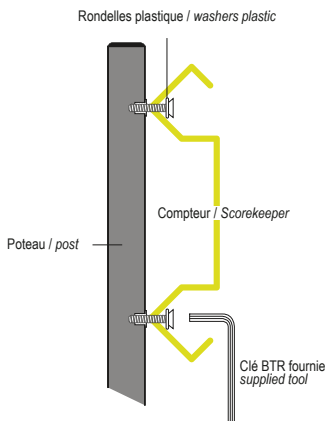 Rondelles plastique / washers plastic
Compteur / Scorekeeper
Poteau / post
Clé BTR fournie
supplied tool